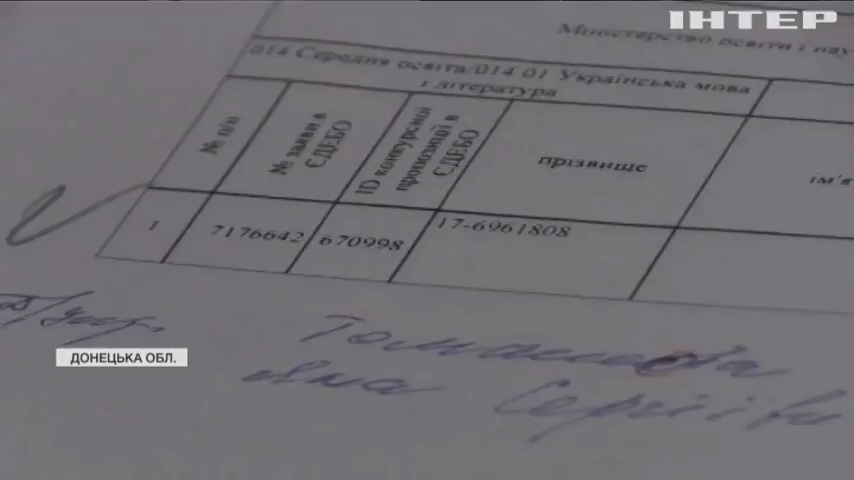 ІНТЕР
Міністерство освіти і нау
014 Середня освіта/014 01 Українська мова
і література
№ п/п
№ заяви в
ЄДЕБО
ID конкурсної
пропозиції в
ЄДЕБО
прізвище
ім'я
1
7176642
670998
17-6961808
ДОНЕЦЬКА ОБЛ.
Яна Сергіївн